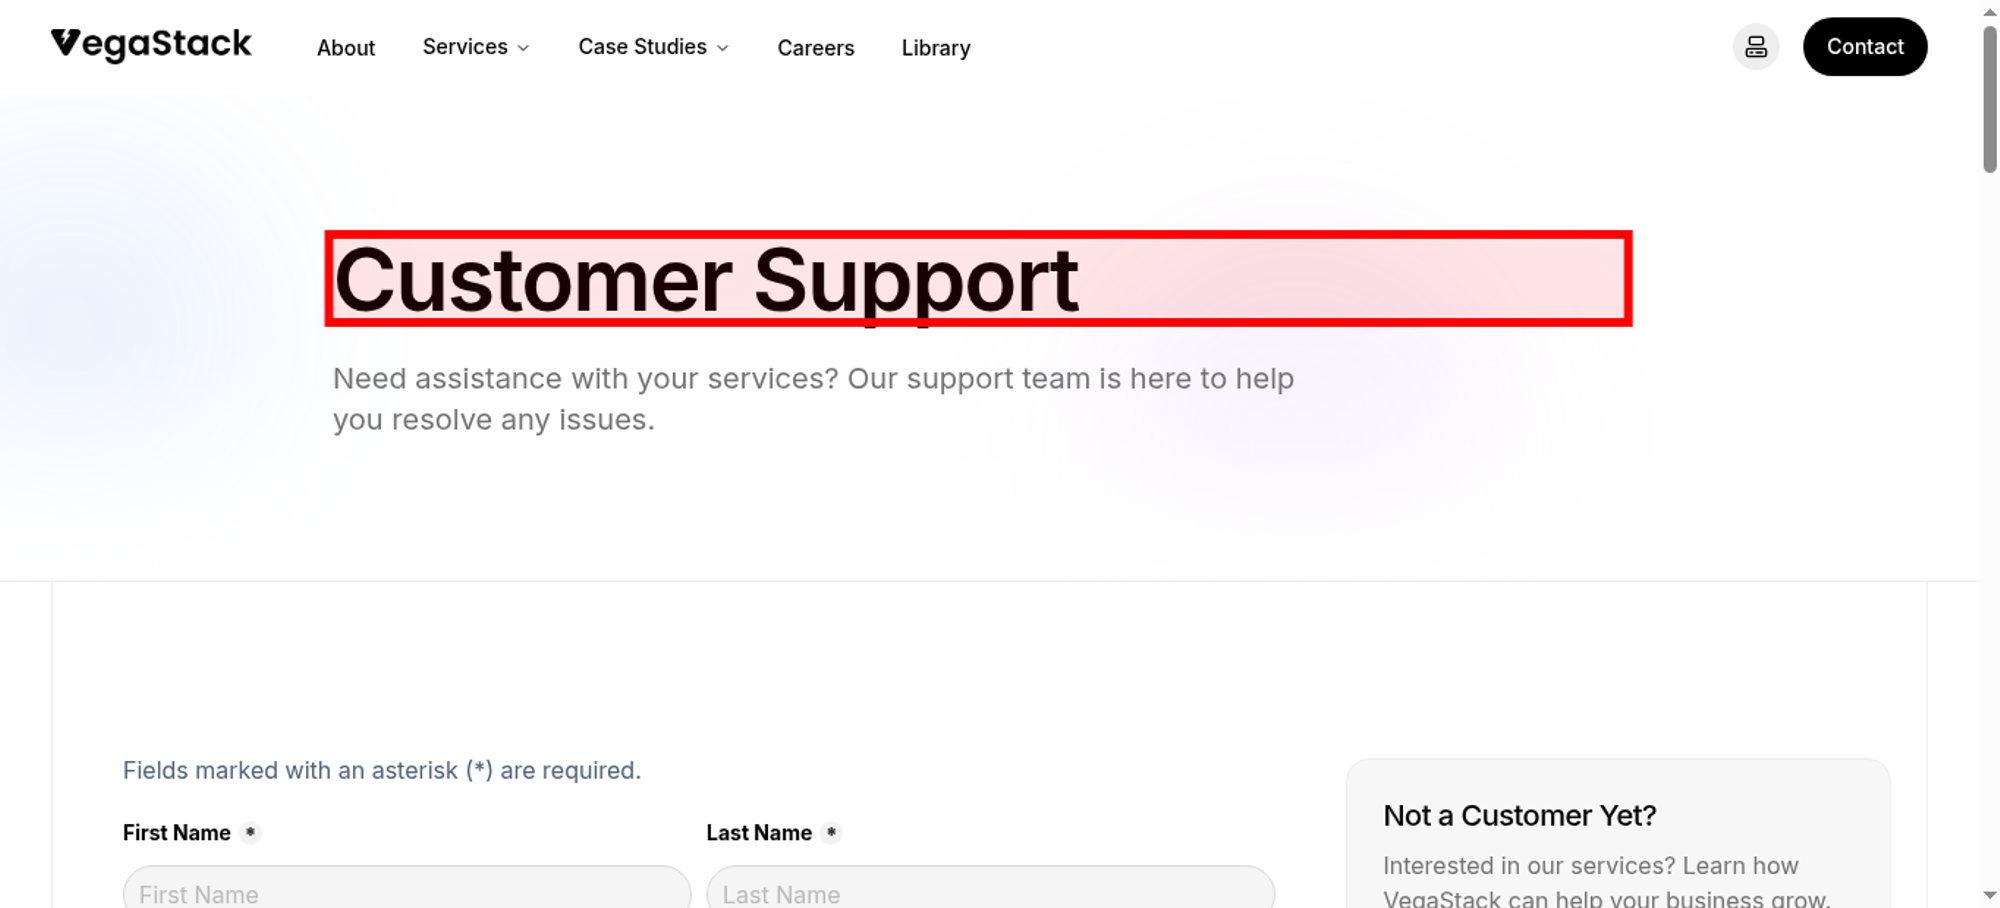 VegaStack
About
Services
Case Studies
Careers
Library
Contact
Customer Support
Need assistance with your services? Our support team is here to help
you resolve any issues.
Fields marked with an asterisk (*) are required.
First Name *
Last Name *
First Name
Last Name
Not a Customer Yet?
Interested in our services? Learn how
VegaStack can help your business grow.